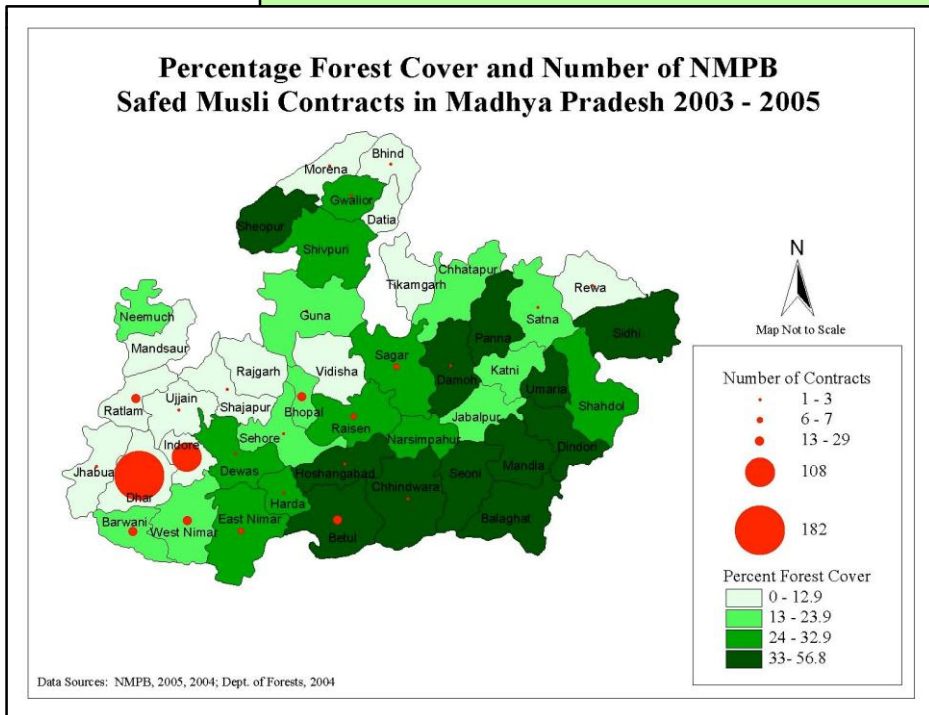 Percentage Forest Cover and Number of NMPB
Safed Musli Contracts in Madhya Pradesh 2003 - 2005
Bhind
Morena
Gwalior
Datia
Sheopur
Shivpuri
Tikamgarh
Chhatapur
Rewa
Satna
Sidhi
Panna
Neemuch
Mandsaur
Guna
Rajgarh
Vidisha
Sagar
Damoh
Katni
Umaria
Shahdol
Ratlam
Ujjain
Shajapur
Bhopal
Raisen
Jabalpur
Narsimpahur
Dindori
Jhabua
Indore
Dhar
Dewas
Sehore
Hoshangabad
Harda
Chhindwara
Seoni
Mandla
Balaghat
Barwani
West Nimar
East Nimar
Betul
N
Map Not to Scale
Number of Contracts
1 - 3
6 - 7
13 - 29
108
182
Percent Forest Cover
0 - 12.9
13 - 23.9
24 - 32.9
33- 56.8
Data Sources: NMPB, 2005, 2004; Dept. of Forests, 2004